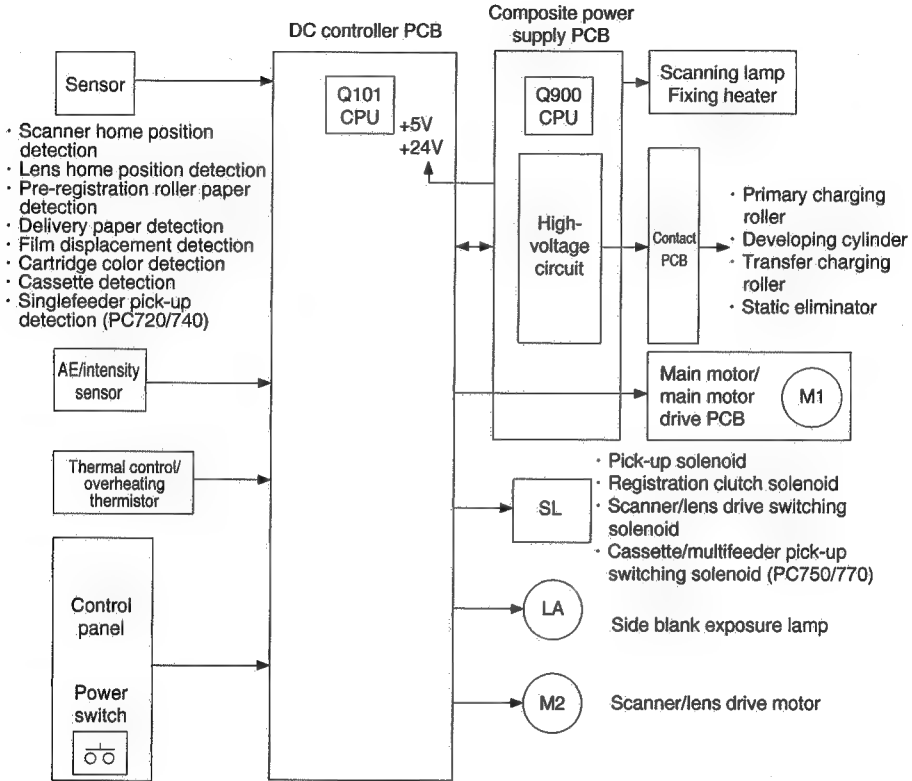 DC controller PCB
Composite power
supply PCB
Sensor
Q101
CPU
+5V
+24V
Q900
CPU
Scanning lamp
Fixing heater
· Scanner home position
detection
· Lens home position detection
· Pre-registration roller paper
detection
· Delivery paper detection
· Film displacement detection
· Cartridge color detection
· Cassette detection
· Singlefeeder pick-up
detection (PC720/740)
High-
voltage
circuit
Contact
PCB
· Primary charging
roller
· Developing cylinder
· Transfer charging
roller
· Static eliminator
AE/intensity
sensor
Main motor/
main motor
drive PCB
M1
Thermal control/
overheating
thermistor
SL
· Pick-up solenoid
· Registration clutch solenoid
· Scanner/lens drive switching
solenoid
· Cassette/multifeeder pick-up
switching solenoid (PC750/770)
Control
panel
Power
switch
LA
Side blank exposure lamp
M2
Scanner/lens drive motor